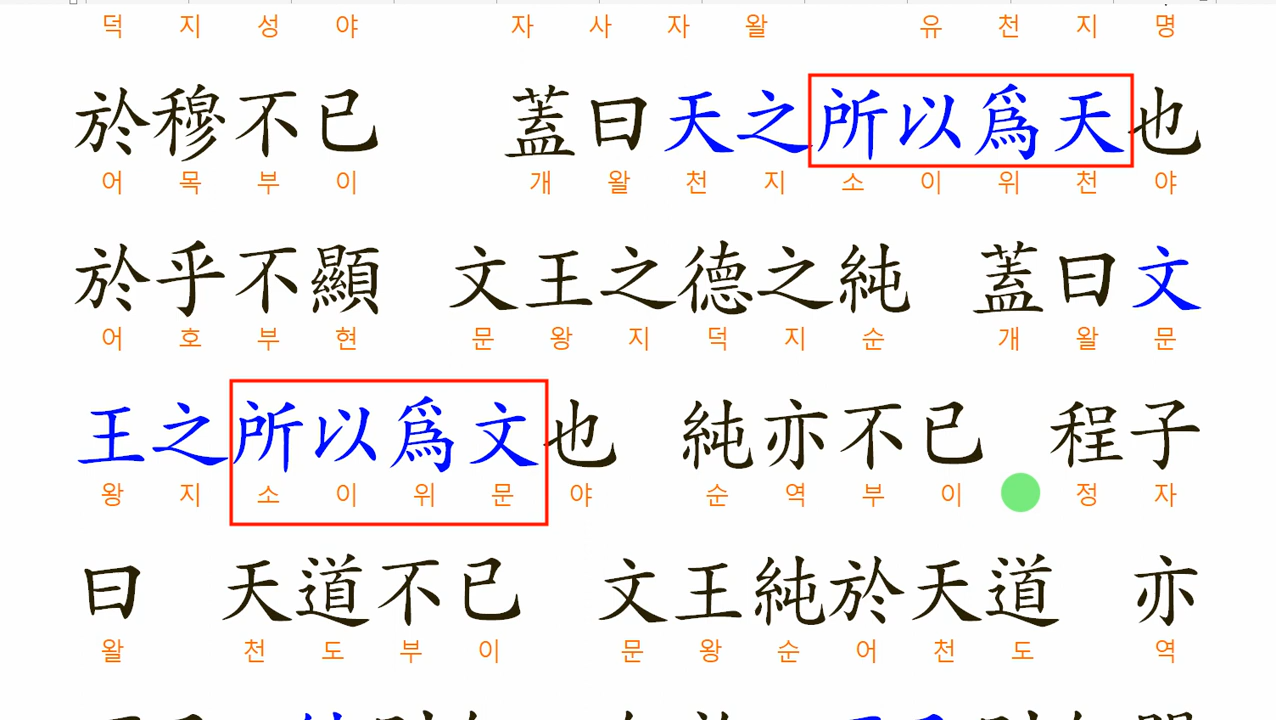 덕 지 성 야 자 사 자 왈 유 천 지 명
於穆不已 蓋曰天之所以爲天也
어 목 부 이 개 왈 천 지 소 이 위 천 야
於乎不顯 文王之德之純 蓋曰文
어 호 부 현 문 왕 지 덕 지 순 개 왈 문
王之所以爲文也 純亦不已 程子
왕 지 소 이 위 문 야 순 역 부 이 정 자
曰 天道不已 文王純於天道 亦
왈 천 도 부 이 문 왕 순 어 천 도 역